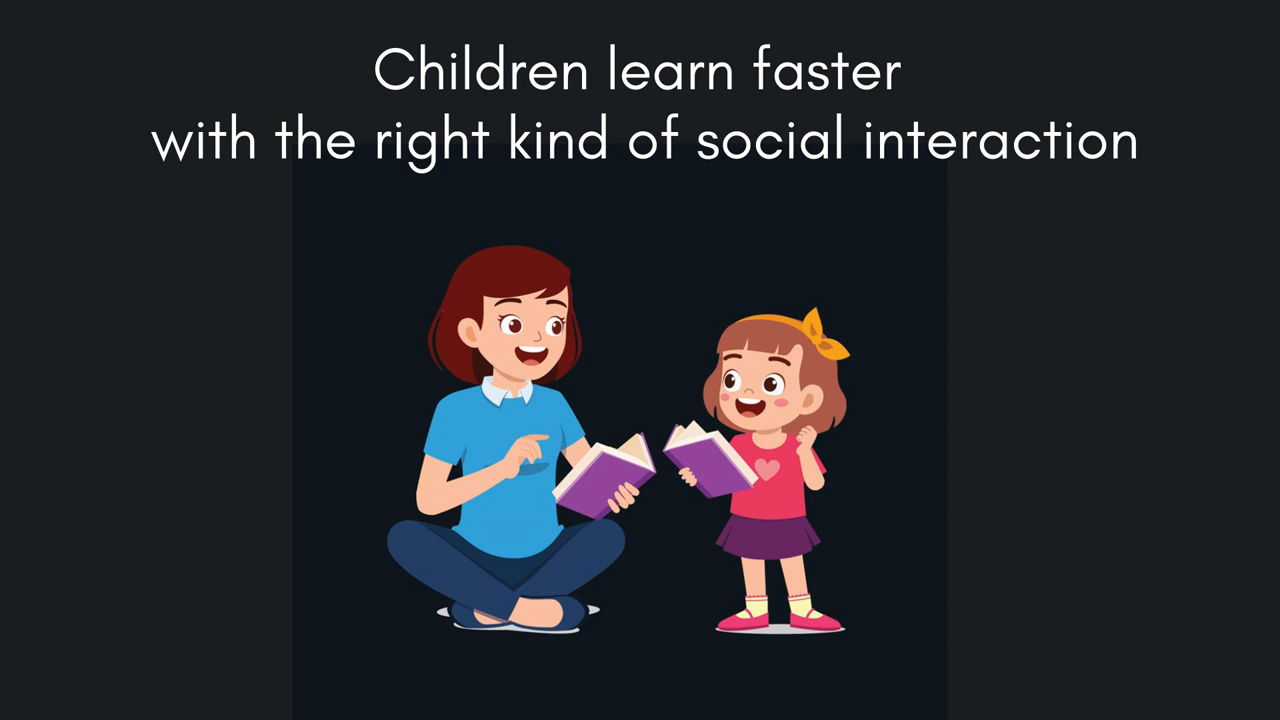 Children learn faster
with the right kind of social interaction